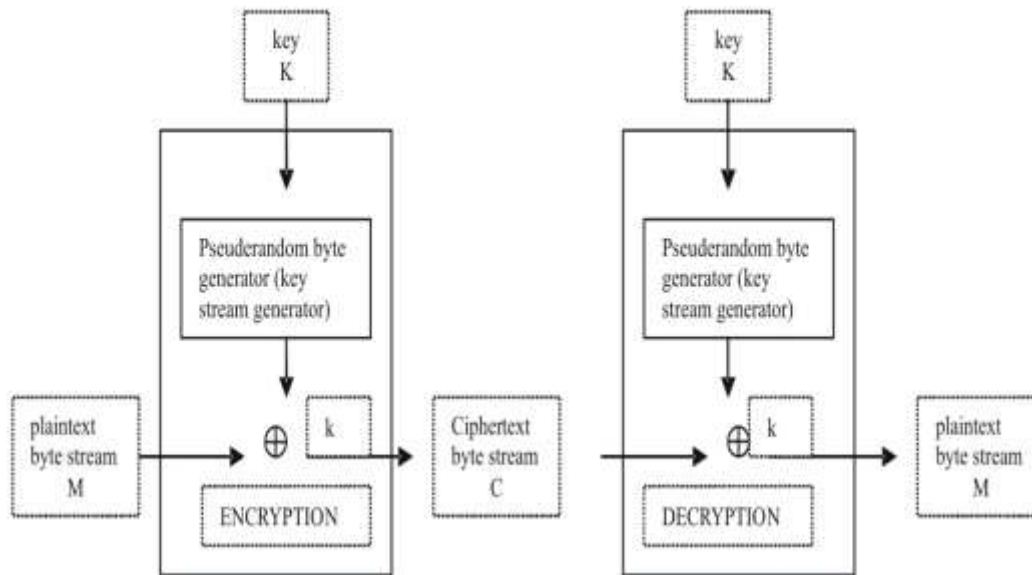 key
K
key
K
Pseuderandom byte
generator (key
stream generator)
Pseuderandom byte
generator (key
stream generator)
plaintext
byte stream
M
k
Ciphertext
byte stream
C
k
plaintext
byte stream
M
ENCRYPTION
DECRYPTION